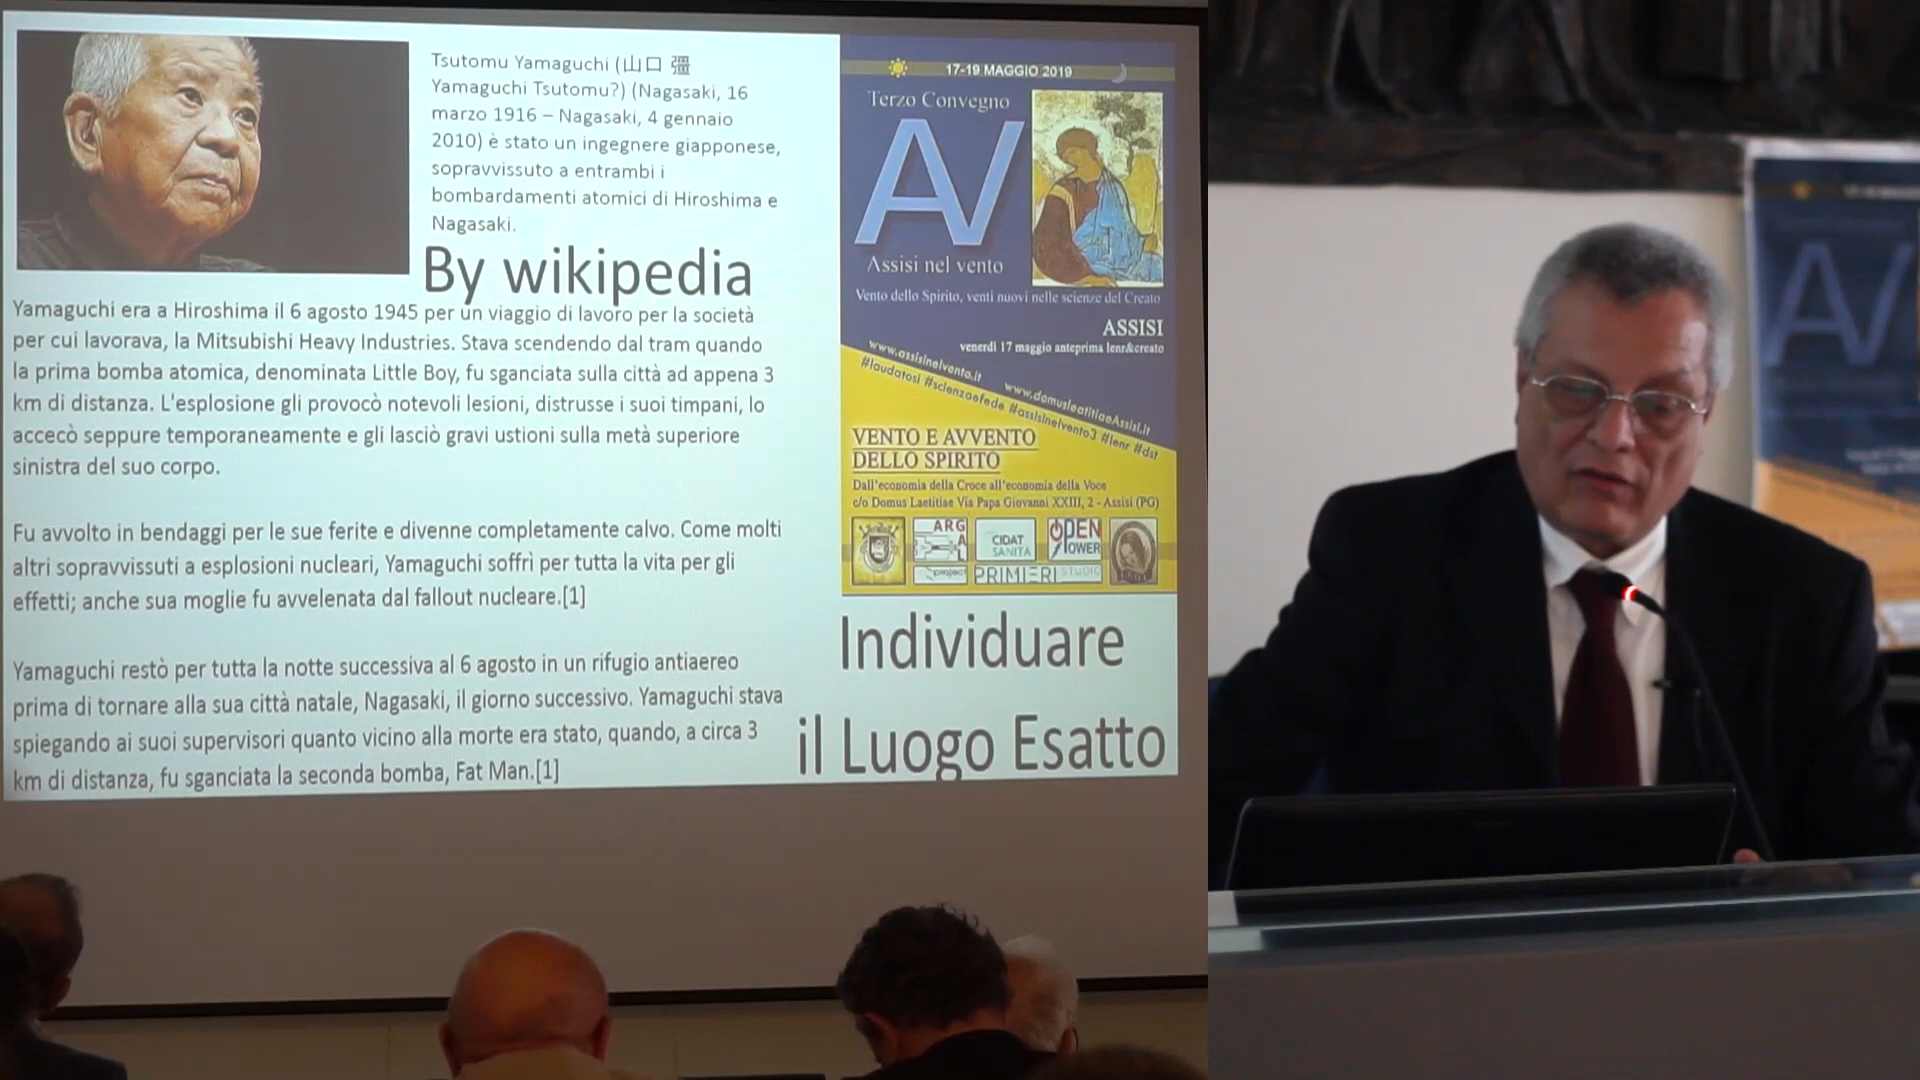 Tsutomu Yamaguchi (山口 彊
Yamaguchi Tsutomu?) (Nagasaki, 16
marzo 1916 – Nagasaki, 4 gennaio
2010) è stato un ingegnere giapponese,
sopravvissuto a entrambi i
bombardamenti atomici di Hiroshima e
Nagasaki.
By wikipedia
Yamaguchi era a Hiroshima il 6 agosto 1945 per un viaggio di lavoro per la società
per cui lavorava, la Mitsubishi Heavy Industries. Stava scendendo dal tram quando
la prima bomba atomica, denominata Little Boy, fu sganciata sulla città ad appena 3
km di distanza. L'esplosione gli provocò notevoli lesioni, distrusse i suoi timpani, lo
accecò seppure temporaneamente e gli lasciò gravi ustioni sulla metà superiore
sinistra del suo corpo.
Fu avvolto in bendaggi per le sue ferite e divenne completamente calvo. Come molti
altri sopravvissuti a esplosioni nucleari, Yamaguchi soffrì per tutta la vita per gli
effetti; anche sua moglie fu avvelenata dal fallout nucleare.[1]
Yamaguchi restò per tutta la notte successiva al 6 agosto in un rifugio antiaereo
prima di tornare alla sua città natale, Nagasaki, il giorno successivo. Yamaguchi stava
spiegando ai suoi supervisori quanto vicino alla morte era stato, quando, a circa 3
km di distanza, fu sganciata la seconda bomba, Fat Man.[1]
17-19 MAGGIO 2019
Terzo Convegno
AV
Assisi nel vento
Vento dello Spirito, venti nuovi nelle scienze del Creato
ASSISI
venerdì 17 maggio anteprima lenr&creato
www.assisinelvento.it www.domuslaetitiaeAssisi.it
#laudatosi #scienzaefede #assisinelvento3 #lenr #dst
VENTO E AVVENTO
DELLO SPIRITO
Dall'economia della Croce all'economia della Voce
c/o Domus Laetitiae Via Papa Giovanni XXIII, 2 - Assisi (PG)
ARG
AL
CIDAT
SANITA
OPEN
POWER
project
PRIMIERI STUDIO
Individuare
il Luogo Esatto
AV